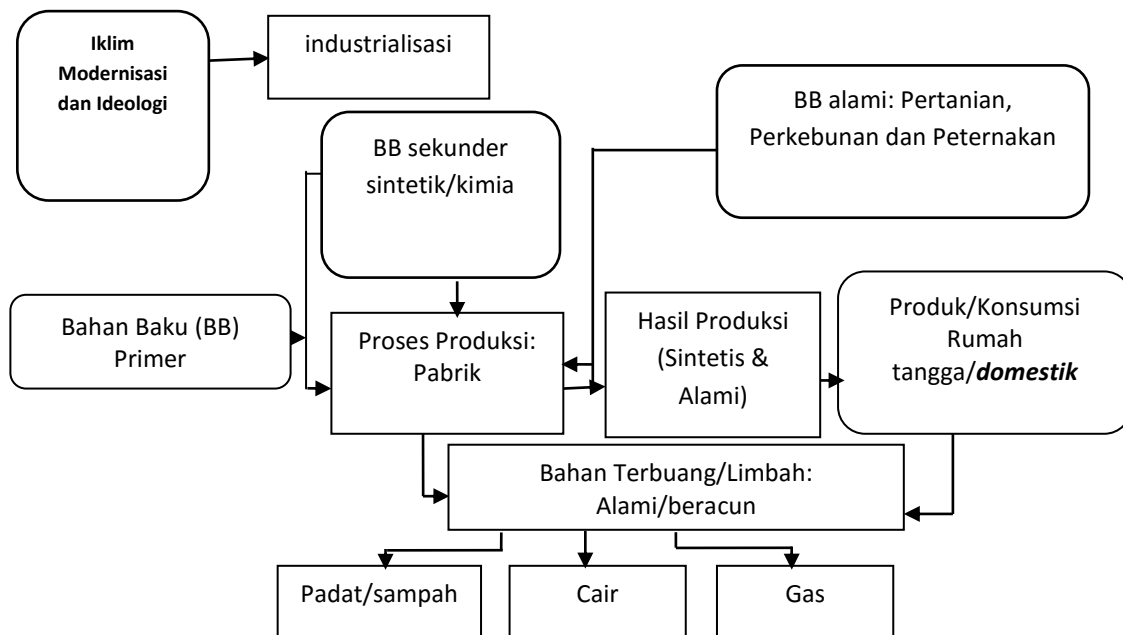 Iklim
Modernisasi
dan Ideologi
industrialisasi
BB alami: Pertanian,
Perkebunan dan Peternakan
BB sekunder
sintetik/kimia
Bahan Baku (BB)
Primer
Proses Produksi:
Pabrik
Hasil Produksi
(Sintetis &
Alami)
Produk/Konsumsi
Rumah
tangga/domestik
Bahan Terbuang/Limbah:
Alami/beracun
Padat/sampah
Cair
Gas